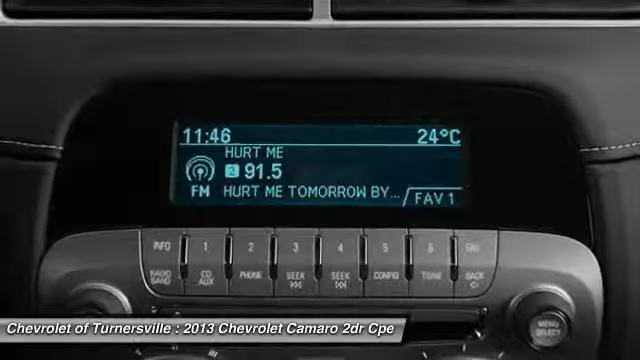 11:46 24°C
HURT ME
2 91.5
FM HURT ME TOMORROW BY... FAV 1
INFO 1 2 3 4 5 6 FAV
RADIO BAND CD AUX PHONE SEEK SEEK CONFIG TONE BACK
MENU SELECT
Chevrolet of Turnersville : 2013 Chevrolet Camaro 2dr Cpe